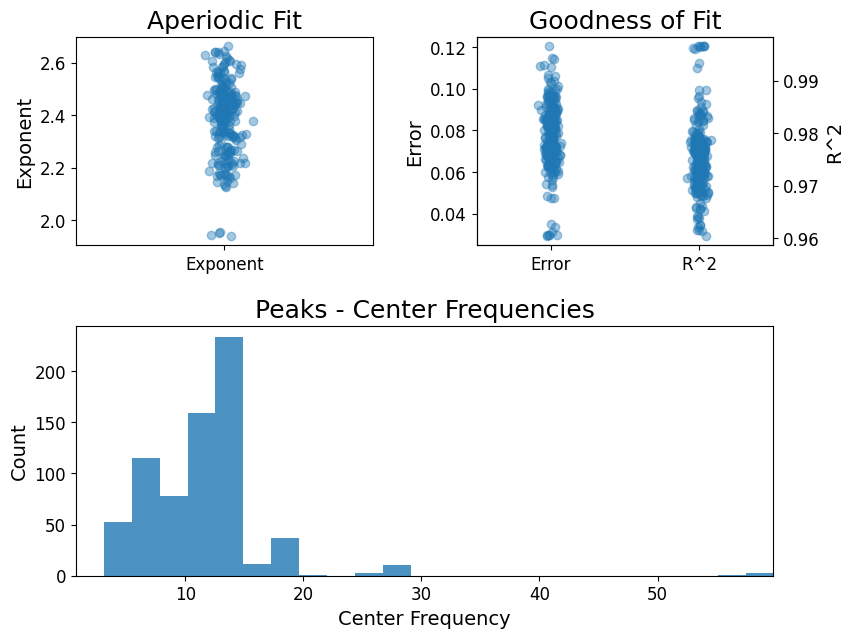 Aperiodic Fit
Exponent
2.6
2.4
2.2
2.0
Exponent
Goodness of Fit
Error
0.12
0.10
0.08
0.06
0.04
0.99
0.98
0.97
0.96
R^2
Error
R^2
Peaks - Center Frequencies
Count
200
150
100
50
0
10
20
30
40
50
Center Frequency